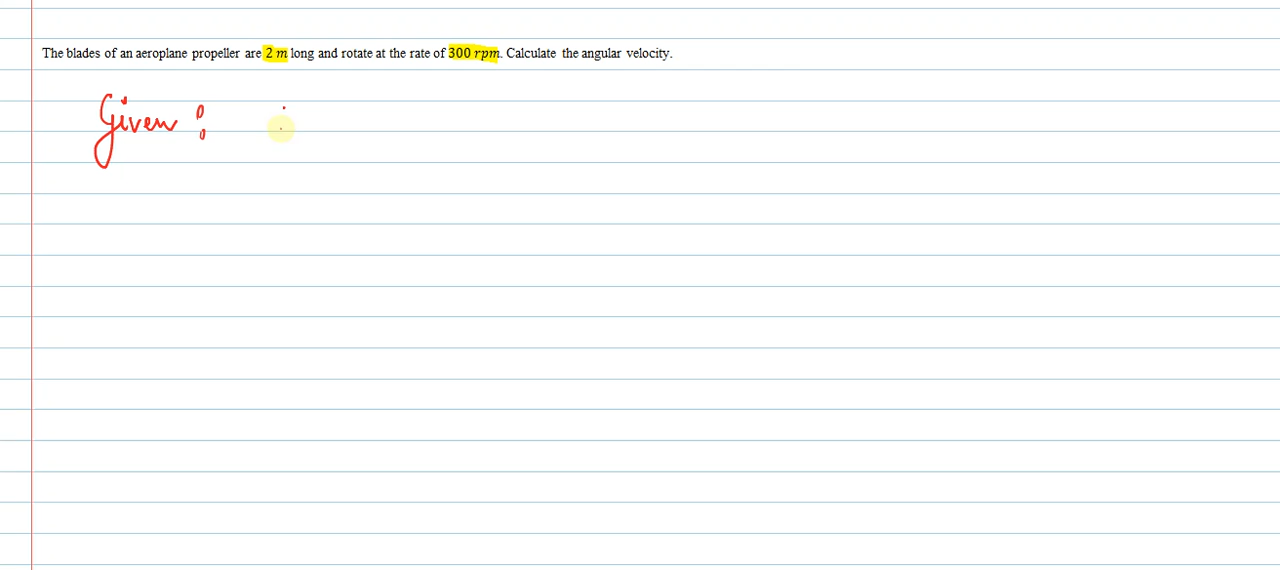 The blades of an aeroplane propeller are 2 m long and rotate at the rate of 300 rpm. Calculate the angular velocity.
Given :